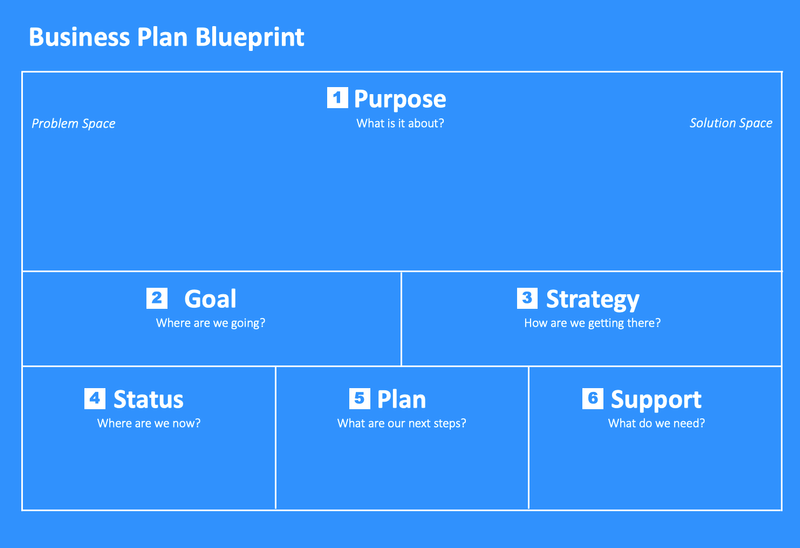 Business Plan Blueprint
1 Purpose
Problem Space What is it about? Solution Space
2 Goal
Where are we going?
3 Strategy
How are we getting there?
4 Status
Where are we now?
5 Plan
What are our next steps?
6 Support
What do we need?